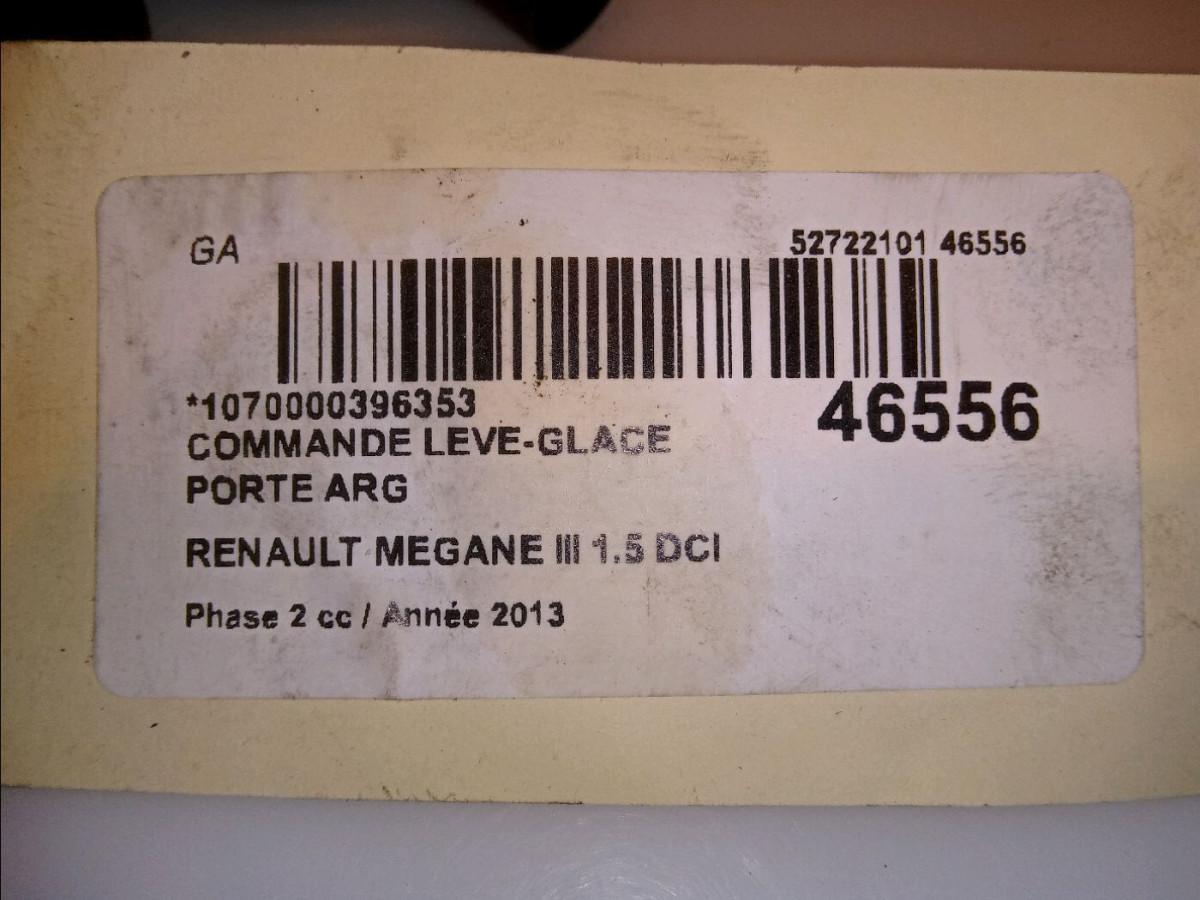 GA
52722101 46556
*1070000396353
46556
COMMANDE LEVE-GLACE
PORTE ARG
RENAULT MEGANE III 1.5 DCI
Phase 2 cc / Année 2013